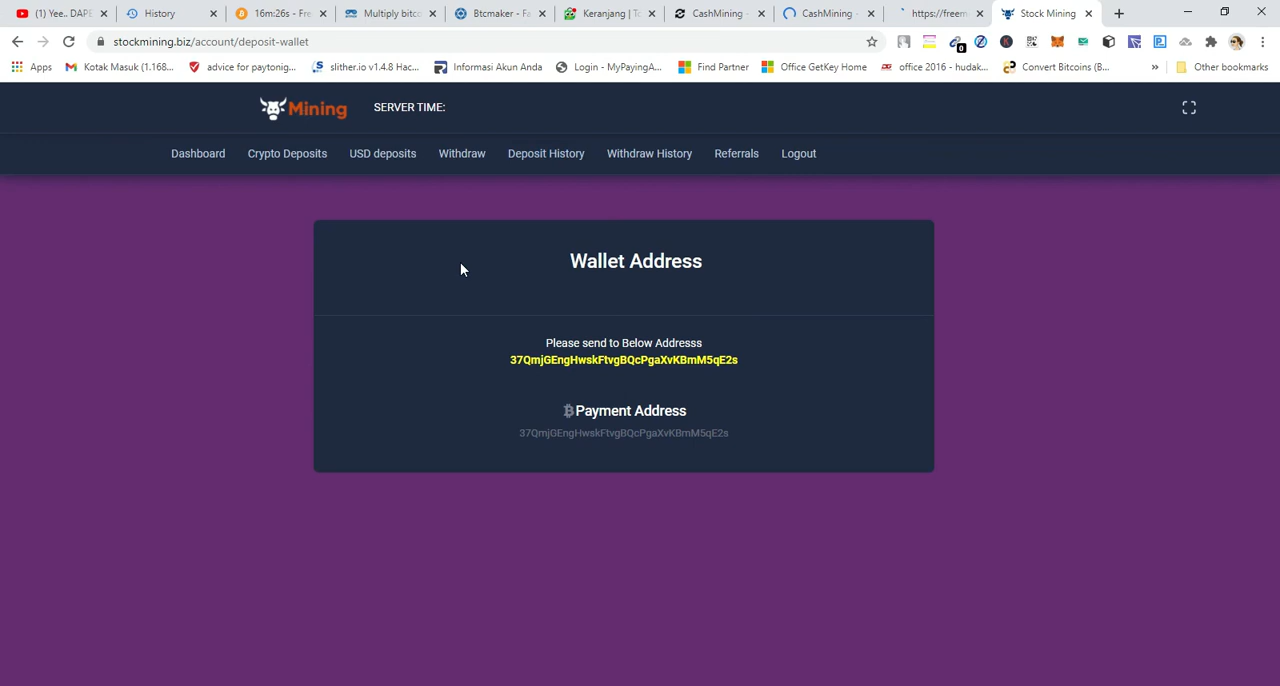 (1) Yee.. DAPE
History
16m:26s - Fre
Multiply bitco
Btcmaker - Fa
Keranjang | To
CashMining -
CashMining -
https://freem
Stock Mining
stockmining.biz/account/deposit-wallet
0
Apps
Kotak Masuk (1.168...
advice for paytonig...
slither.io v1.4.8 Hac...
Informasi Akun Anda
Login - MyPayingA...
Find Partner
Office GetKey Home
office 2016 - hudak...
Convert Bitcoins (B...
»
Other bookmarks
Mining
SERVER TIME:
Dashboard
Crypto Deposits
USD deposits
Withdraw
Deposit History
Withdraw History
Referrals
Logout
Wallet Address
Please send to Below Addresss
37QmjGEngHwskFtvgBQcPgaXvKBmM5qE2s
Payment Address
37QmjGEngHwskFtvgBQcPgaXvKBmM5qE2s